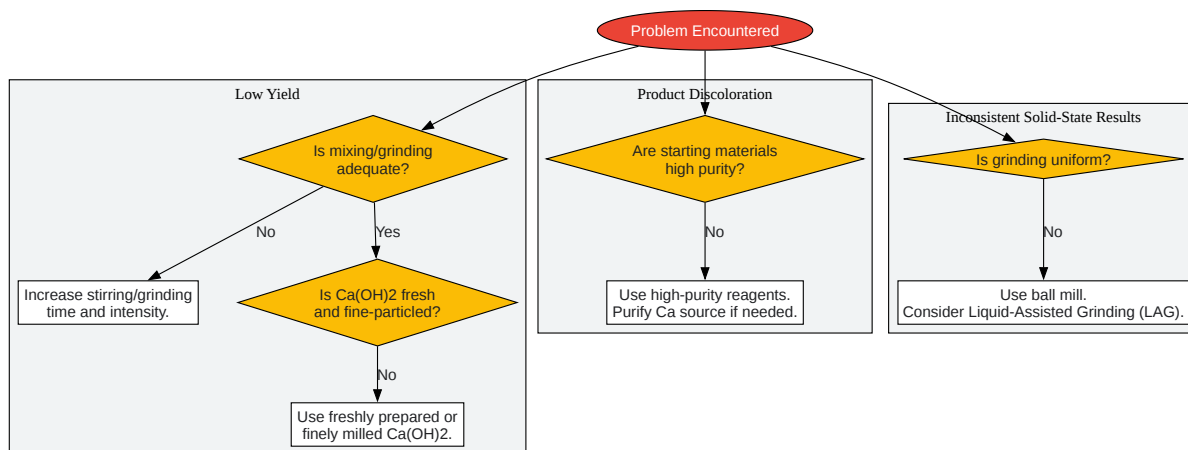 Problem Encountered
Low Yield
Is mixing/grinding
adequate?
No
Yes
Increase stirring/grinding
time and intensity.
Is Ca(OH)2 fresh
and fine-particled?
No
Use freshly prepared or
finely milled Ca(OH)2.
Product Discoloration
Are starting materials
high purity?
No
Use high-purity reagents.
Purify Ca source if needed.
Inconsistent Solid-State Results
Is grinding uniform?
No
Use ball mill.
Consider Liquid-Assisted Grinding (LAG).